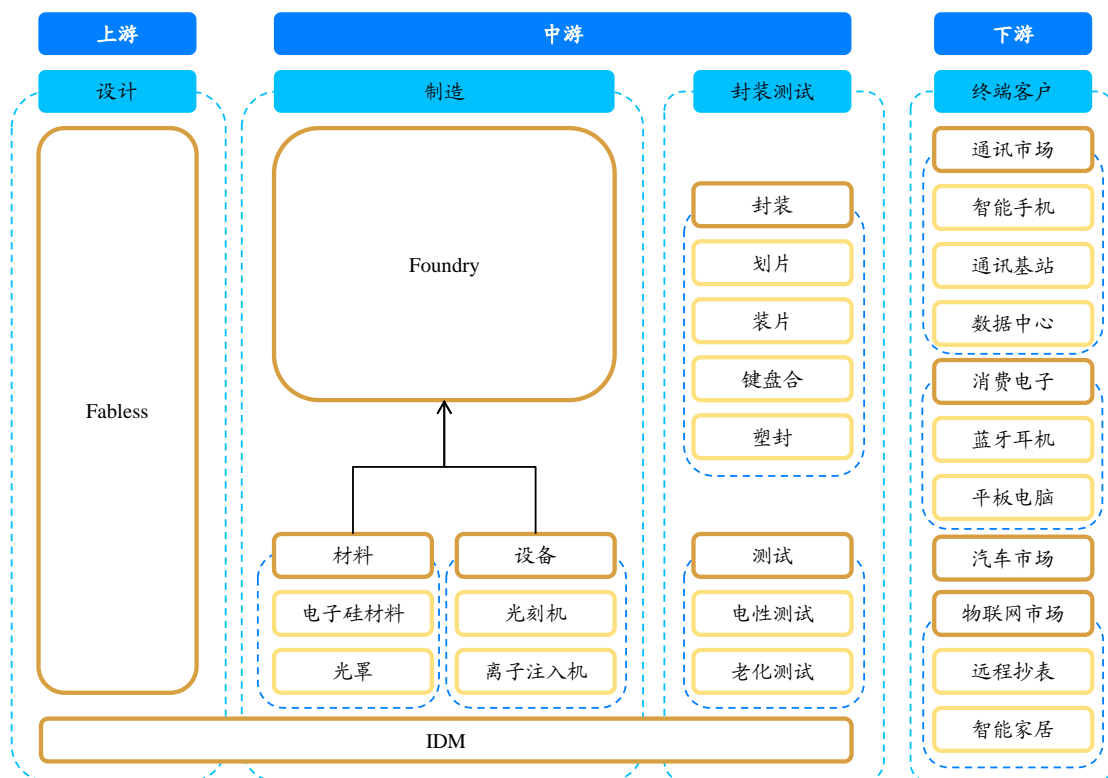 上游
中游
下游
设计
制造
封装测试
终端客户
Fabless
Foundry
材料
电子硅材料
光罩
设备
光刻机
离子注入机
封装
划片
装片
键盘合
塑封
测试
电性测试
老化测试
通讯市场
智能手机
通讯基站
数据中心
消费电子
蓝牙耳机
平板电脑
汽车市场
物联网市场
远程抄表
智能家居
IDM